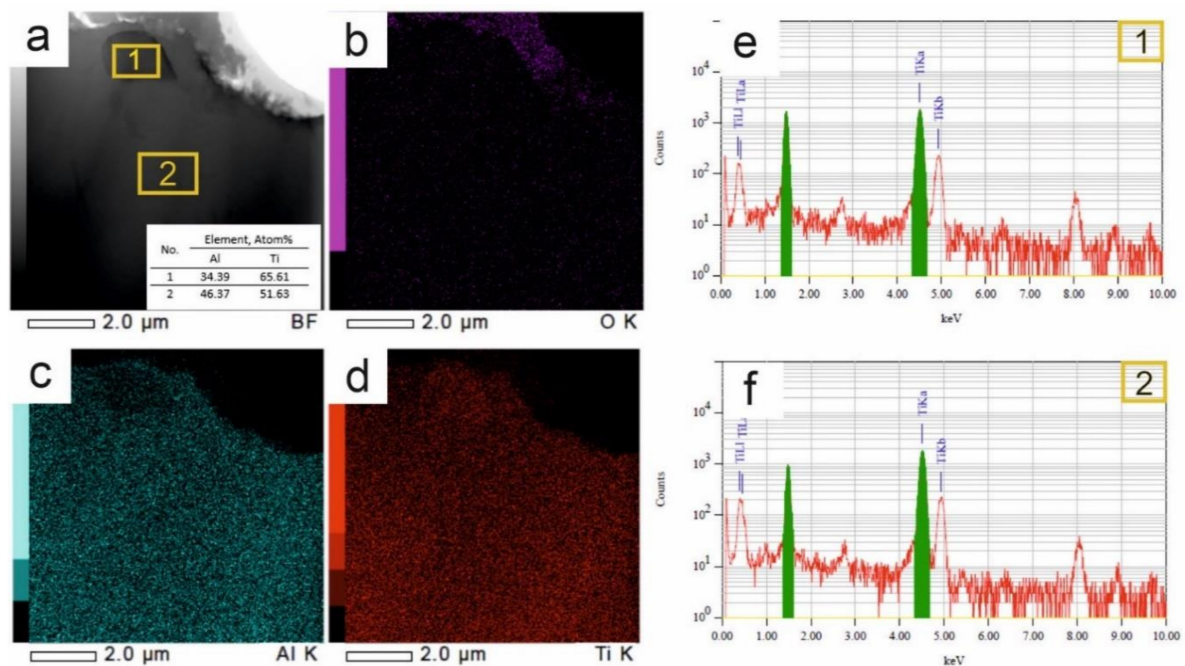 a
1
2
No. Element, Atom%
Al Ti
1 34.39 65.61
2 46.37 51.63
2.0 µm BF
b
2.0 µm O K
c
2.0 µm Al K
d
2.0 µm Ti K
e
1
Counts
10⁴
10³
10²
10¹
10⁰
TiLl
TiLa
TiKa
TiKb
0.00 1.00 2.00 3.00 4.00 5.00 6.00 7.00 8.00 9.00 10.00
keV
f
2
Counts
10⁴
10³
10²
10¹
10⁰
TiLl
TiKa
TiKb
0.00 1.00 2.00 3.00 4.00 5.00 6.00 7.00 8.00 9.00 10.00
keV